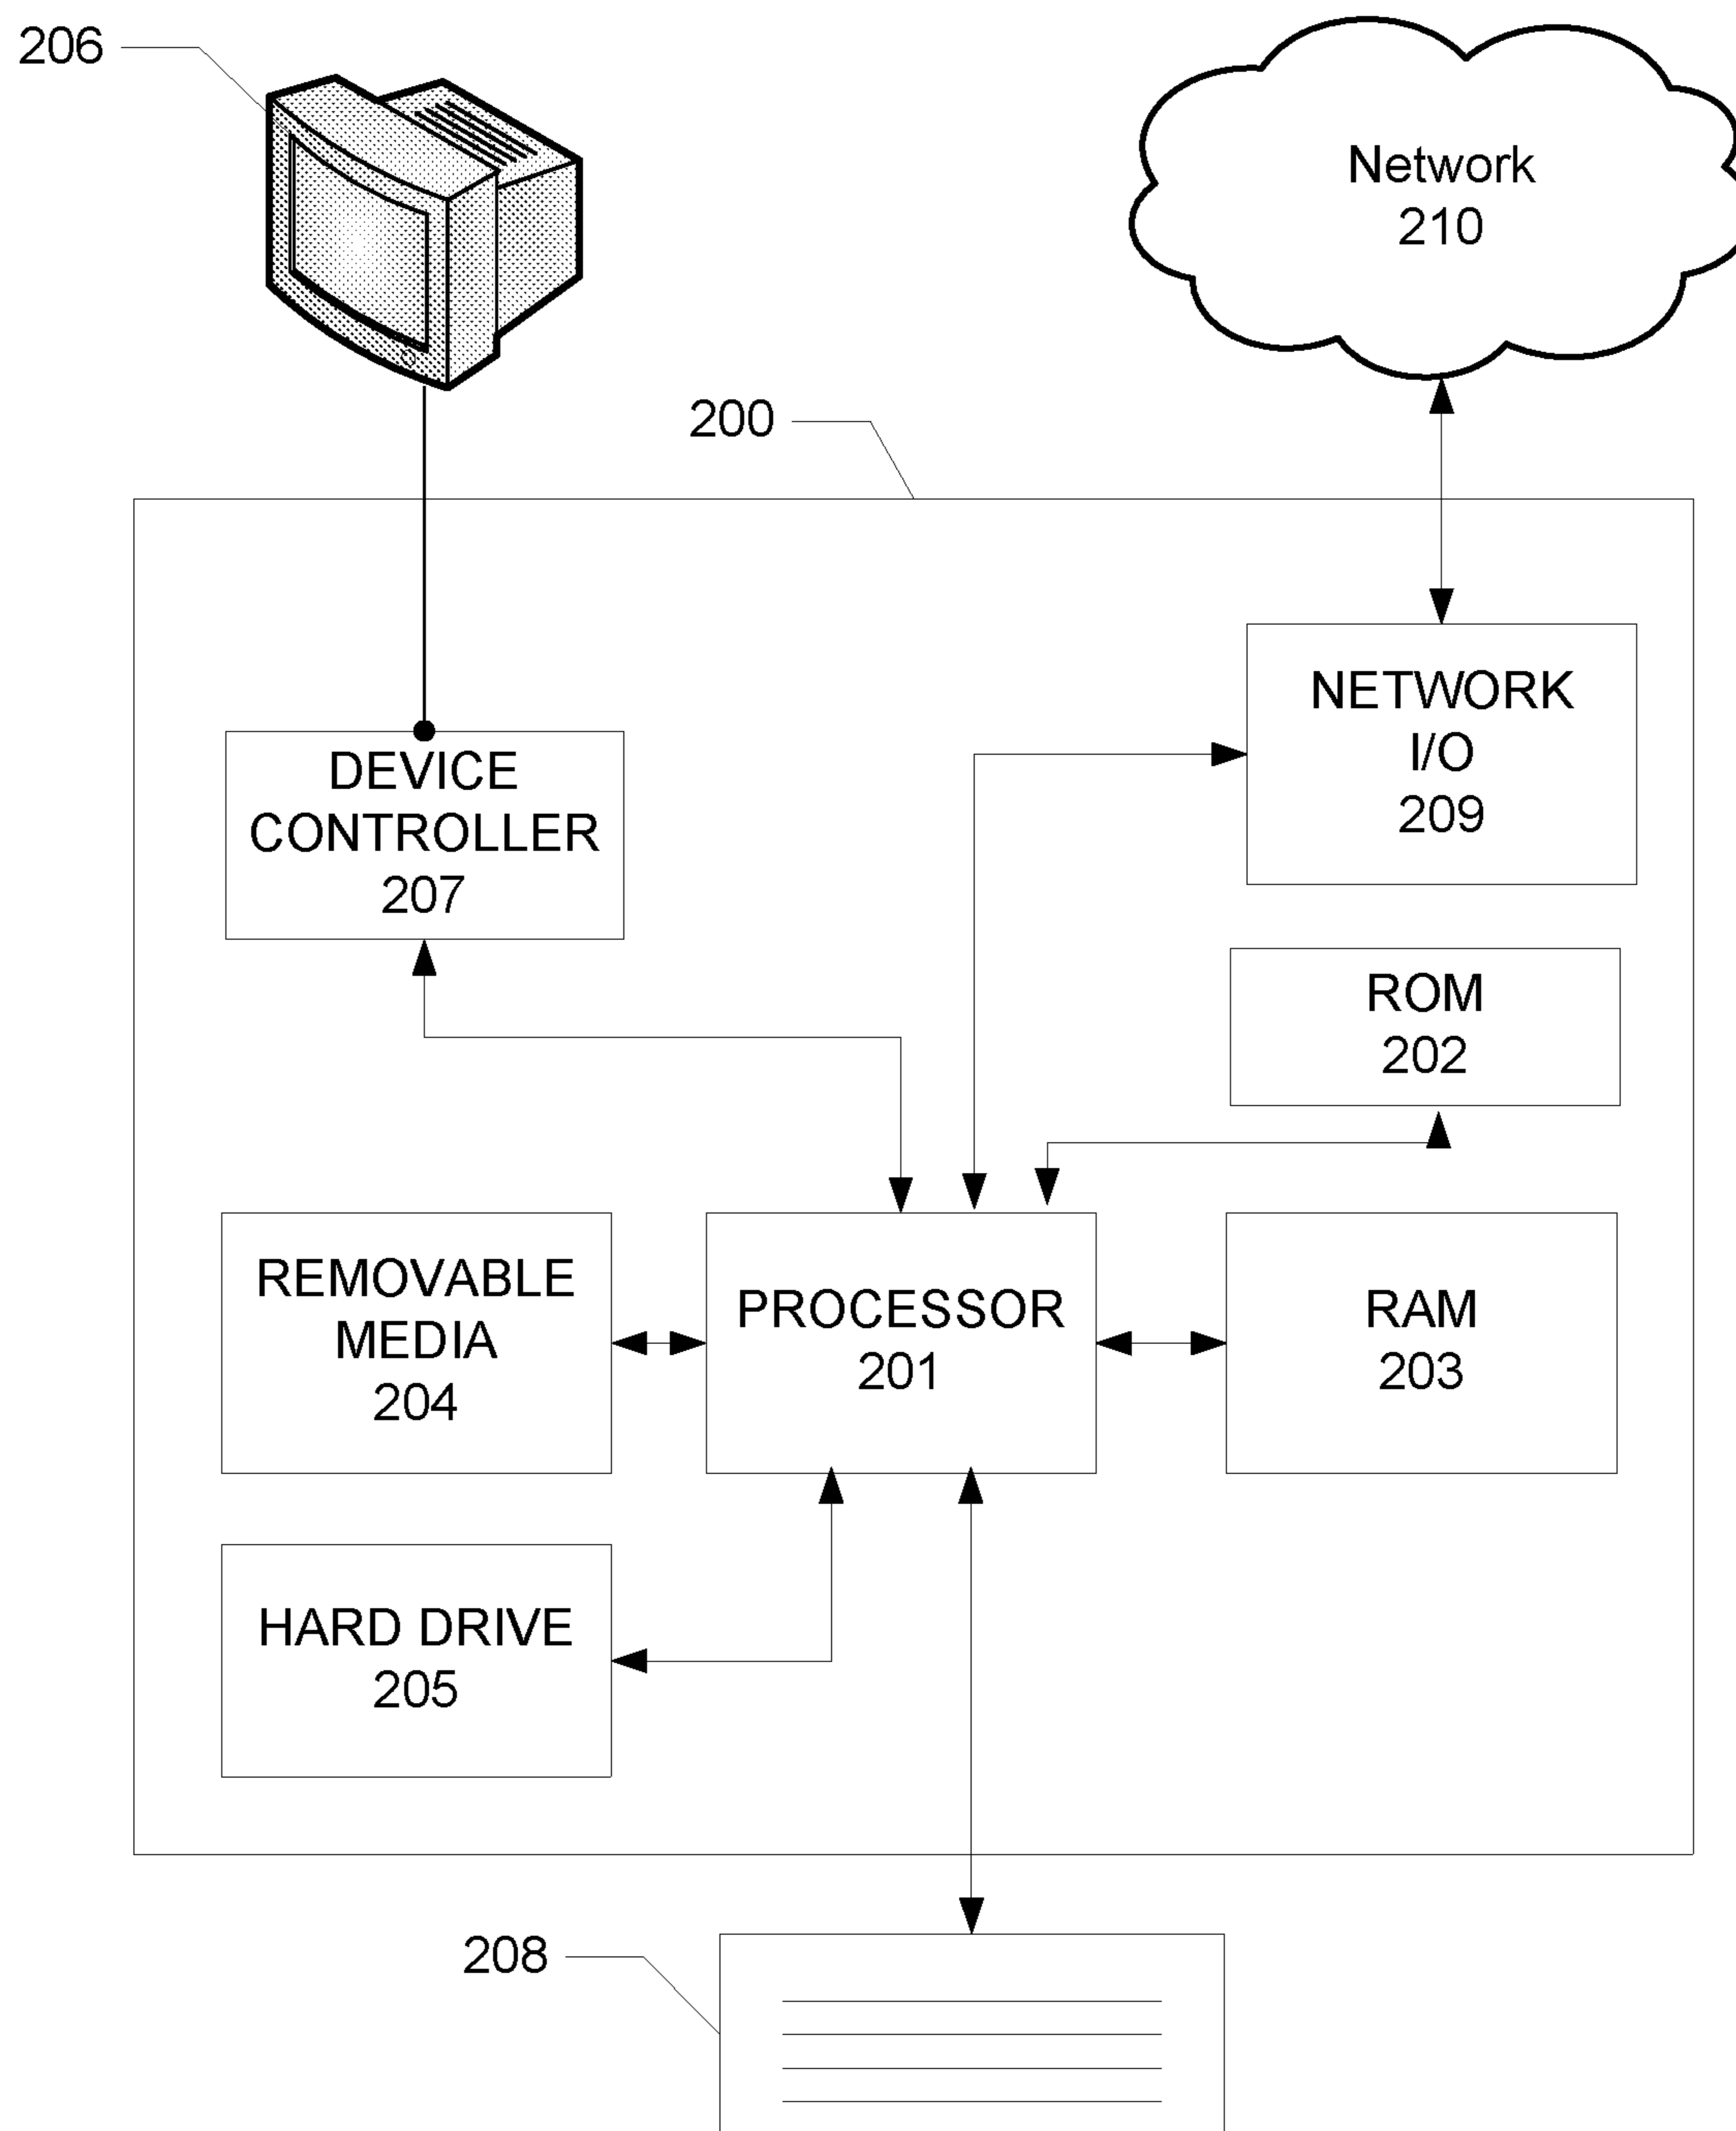 206
Network
210
200
NETWORK
I/O
209
DEVICE
CONTROLLER
207
ROM
202
REMOVABLE
MEDIA
204
PROCESSOR
201
RAM
203
HARD DRIVE
205
208